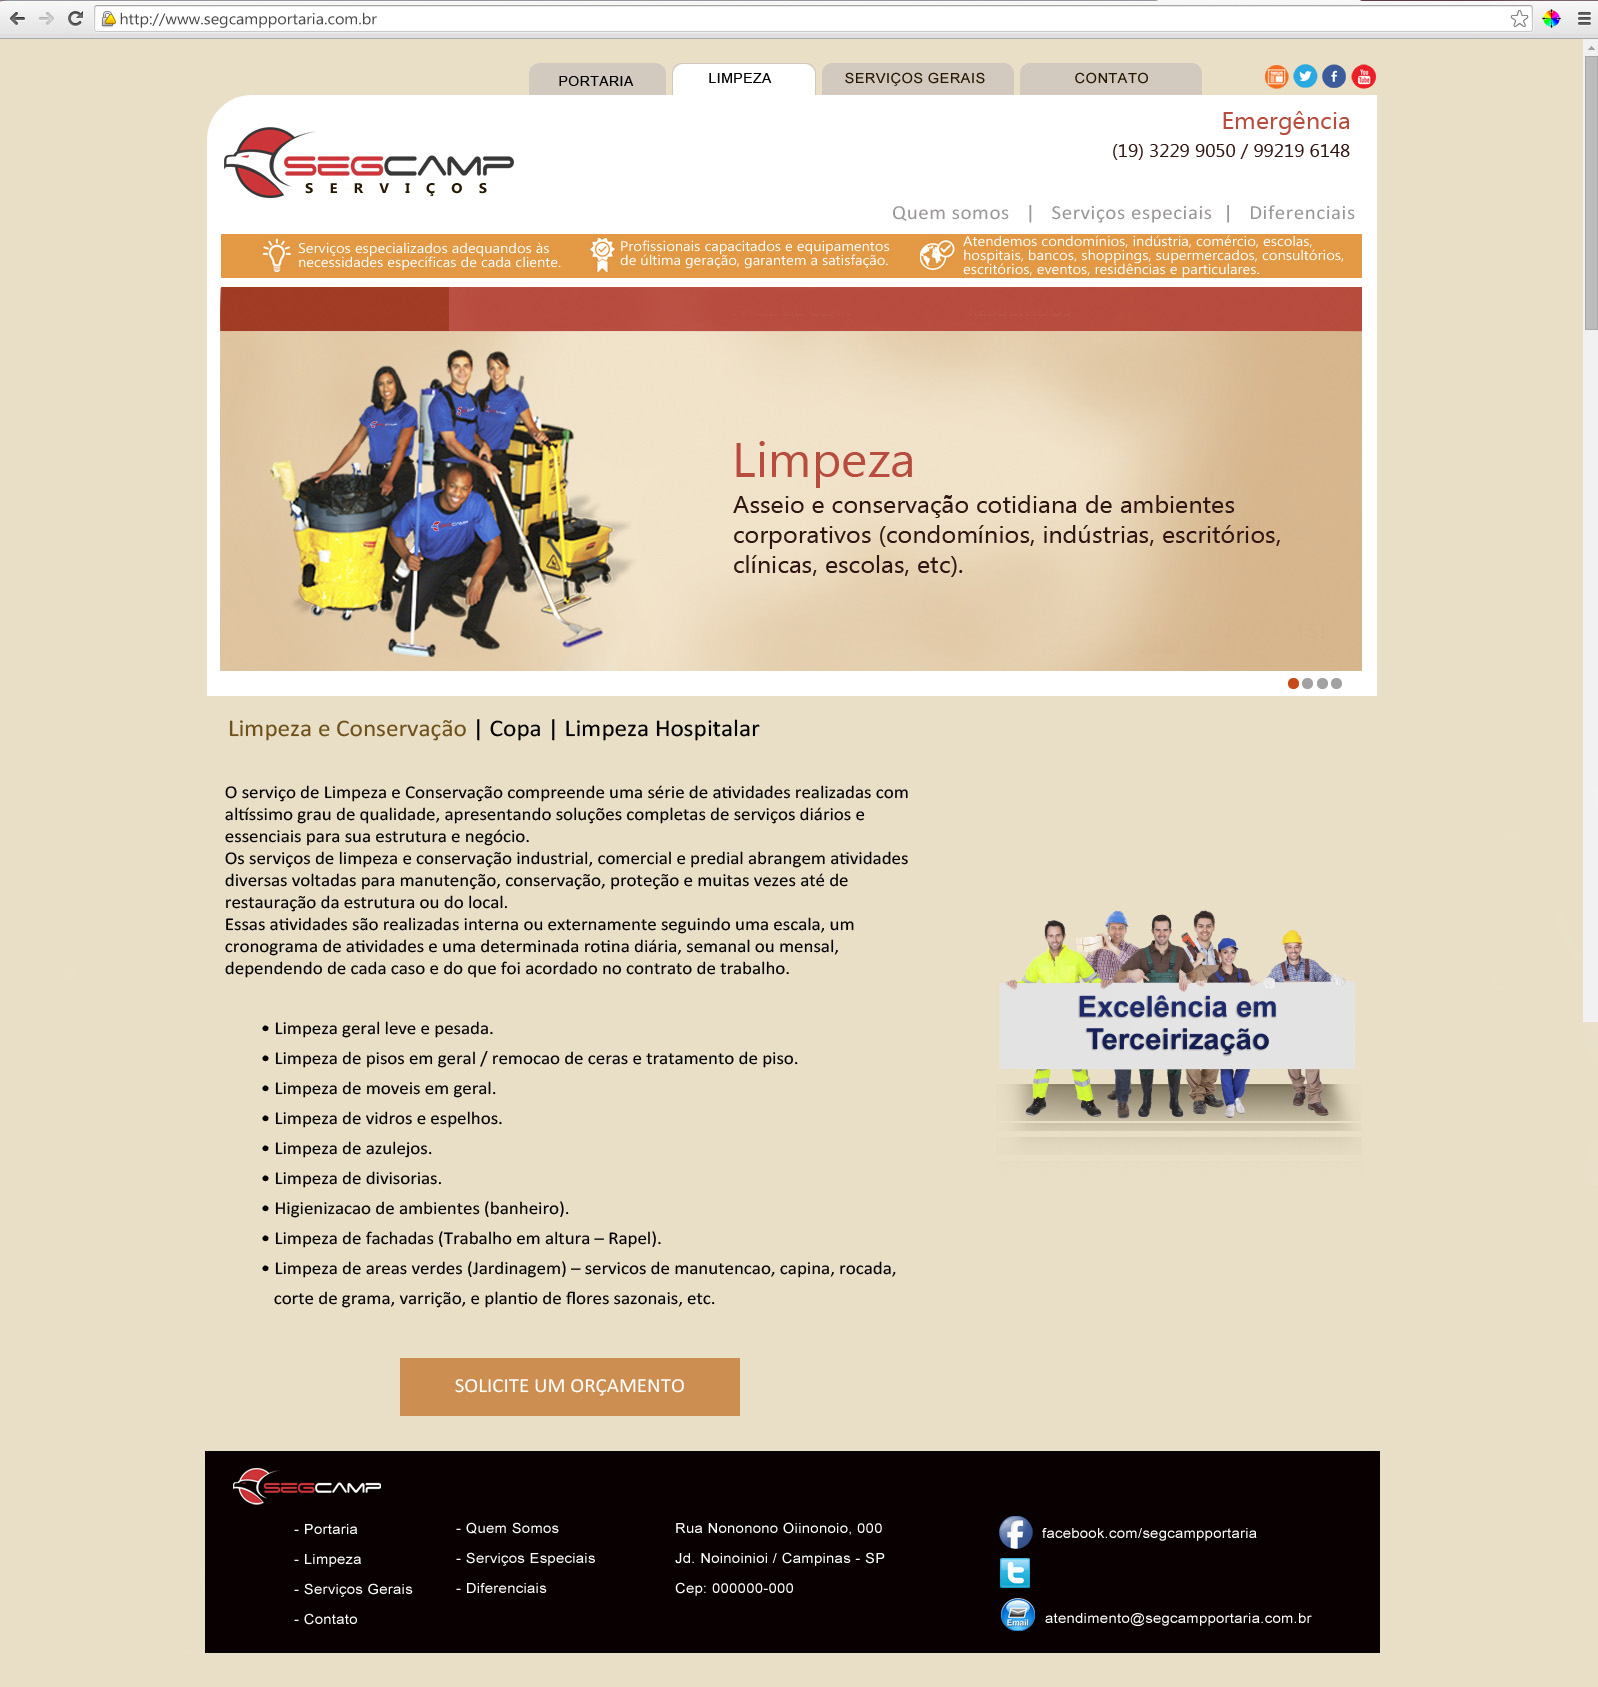 http://www.segcampportaria.com.br
PORTARIA
LIMPEZA
SERVIÇOS GERAIS
CONTATO
You Tube
SEGCAMP
SERVIÇOS
Emergência
(19) 3229 9050 / 99219 6148
Quem somos | Serviços especiais | Diferenciais
Serviços especializados adequandos às
necessidades específicas de cada cliente.
Profissionais capacitados e equipamentos
de última geração, garantem a satisfação.
Atendemos condomínios, indústria, comércio, escolas,
hospitais, bancos, shoppings, supermercados, consultórios,
escritórios, eventos, residências e particulares.
SEGCAMP
Limpeza
Asseio e conservação cotidiana de ambientes
corporativos (condomínios, indústrias, escritórios,
clínicas, escolas, etc).
Limpeza e Conservação | Copa | Limpeza Hospitalar
O serviço de Limpeza e Conservação compreende uma série de atividades realizadas com
altíssimo grau de qualidade, apresentando soluções completas de serviços diários e
essenciais para sua estrutura e negócio.
Os serviços de limpeza e conservação industrial, comercial e predial abrangem atividades
diversas voltadas para manutenção, conservação, proteção e muitas vezes até de
restauração da estrutura ou do local.
Essas atividades são realizadas interna ou externamente seguindo uma escala, um
cronograma de atividades e uma determinada rotina diária, semanal ou mensal,
dependendo de cada caso e do que foi acordado no contrato de trabalho.
• Limpeza geral leve e pesada.
• Limpeza de pisos em geral / remocao de ceras e tratamento de piso.
• Limpeza de moveis em geral.
• Limpeza de vidros e espelhos.
• Limpeza de azulejos.
• Limpeza de divisorias.
• Higienizacao de ambientes (banheiro).
• Limpeza de fachadas (Trabalho em altura – Rapel).
• Limpeza de areas verdes (Jardinagem) – servicos de manutencao, capina, rocada,
corte de grama, varrição, e plantio de flores sazonais, etc.
Excelência em
Terceirização
SOLICITE UM ORÇAMENTO
SEGCAMP
- Portaria
- Limpeza
- Serviços Gerais
- Contato
- Quem Somos
- Serviços Especiais
- Diferenciais
Rua Nononono Oiinonoio, 000
Jd. Noinoinioi / Campinas - SP
Cep: 000000-000
facebook.com/segcampportaria
Email
atendimento@segcampportaria.com.br